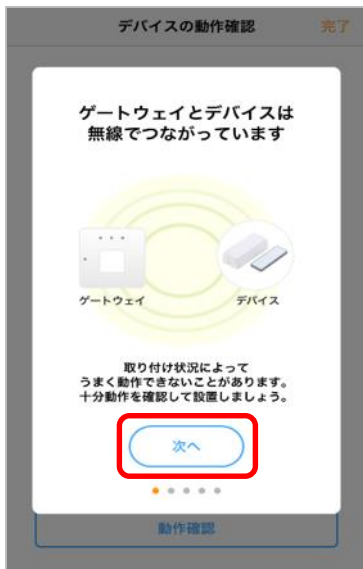 デバイスの動作確認 完了
ゲートウェイとデバイスは
無線でつながっています
ゲートウェイ デバイス
取り付け状況によって
うまく動作できないことがあります。
十分動作を確認して設置しましょう。
次へ
動作確認